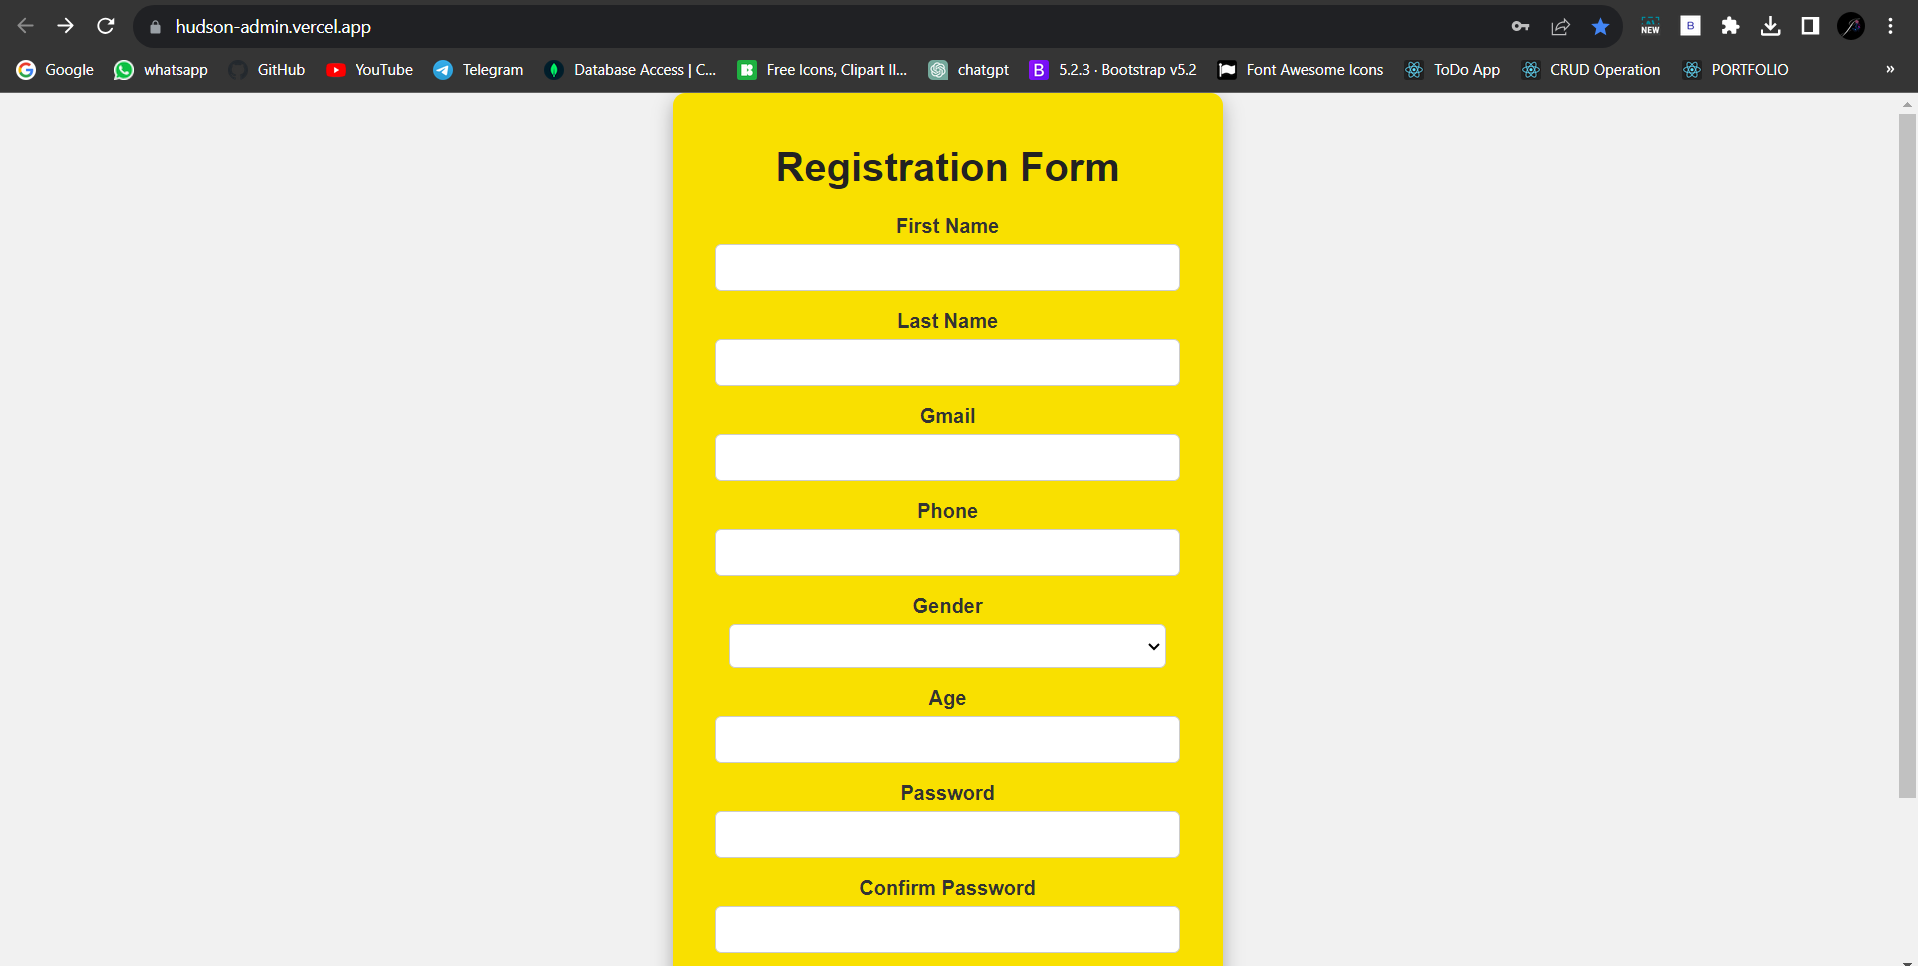 hudson-admin.vercel.app
NEW
B
Google whatsapp GitHub YouTube Telegram Database Access | C... Free Icons, Clipart Il... chatgpt B 5.2.3 · Bootstrap v5.2 Font Awesome Icons ToDo App CRUD Operation PORTFOLIO »
Registration Form
First Name
Last Name
Gmail
Phone
Gender
Age
Password
Confirm Password